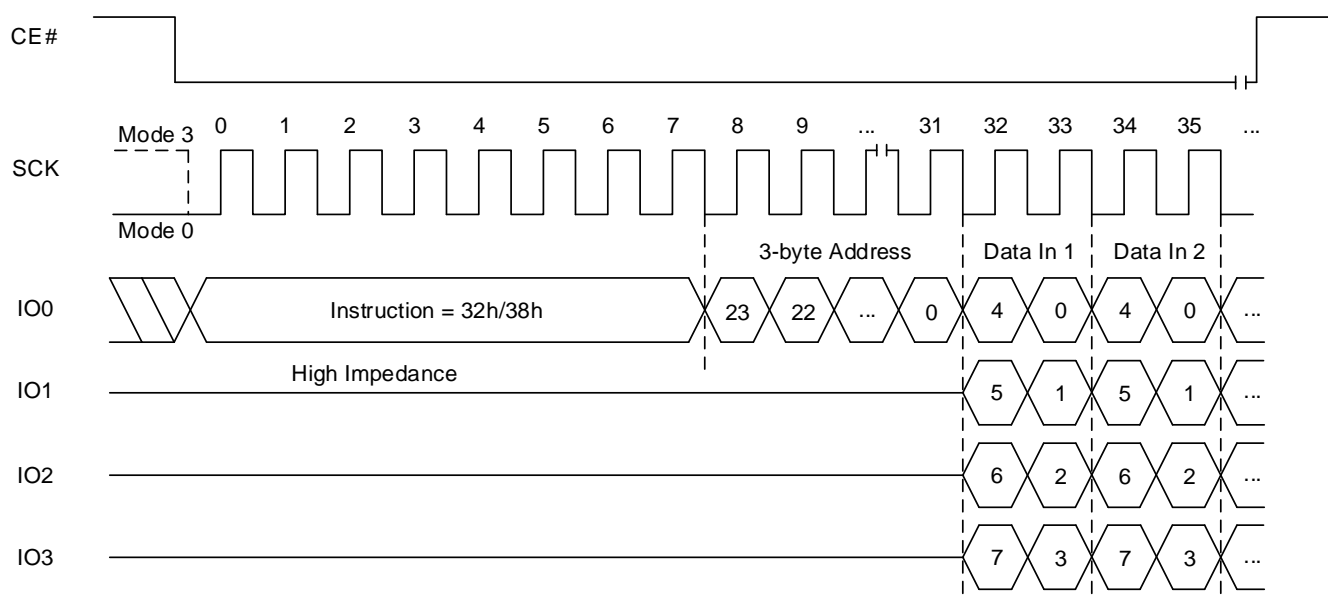 CE#
Mode 3 0 1 2 3 4 5 6 7 8 9 ... 31 32 33 34 35 ...
SCK
Mode 0
3-byte Address Data In 1 Data In 2
IO0 Instruction = 32h/38h 23 22 ... 0 4 0 4 0 ...
High Impedance
IO1 5 1 5 1 ...
IO2 6 2 6 2 ...
IO3 7 3 7 3 ...